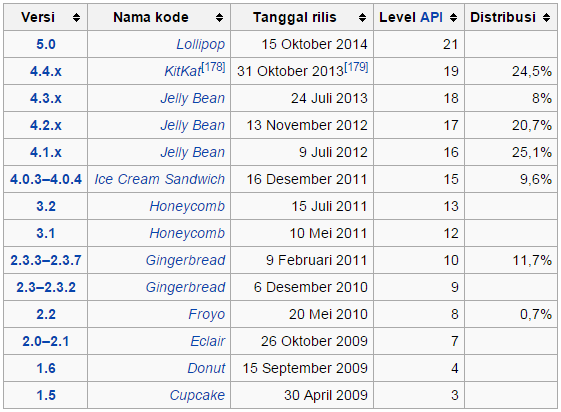 Versi Nama kode Tanggal rilis Level API Distribusi
5.0 Lollipop 15 Oktober 2014 21
4.4.x KitKat[178] 31 Oktober 2013[179] 19 24,5%
4.3.x Jelly Bean 24 Juli 2013 18 8%
4.2.x Jelly Bean 13 November 2012 17 20,7%
4.1.x Jelly Bean 9 Juli 2012 16 25,1%
4.0.3–4.0.4 Ice Cream Sandwich 16 Desember 2011 15 9,6%
3.2 Honeycomb 15 Juli 2011 13
3.1 Honeycomb 10 Mei 2011 12
2.3.3–2.3.7 Gingerbread 9 Februari 2011 10 11,7%
2.3–2.3.2 Gingerbread 6 Desember 2010 9
2.2 Froyo 20 Mei 2010 8 0,7%
2.0–2.1 Eclair 26 Oktober 2009 7
1.6 Donut 15 September 2009 4
1.5 Cupcake 30 April 2009 3